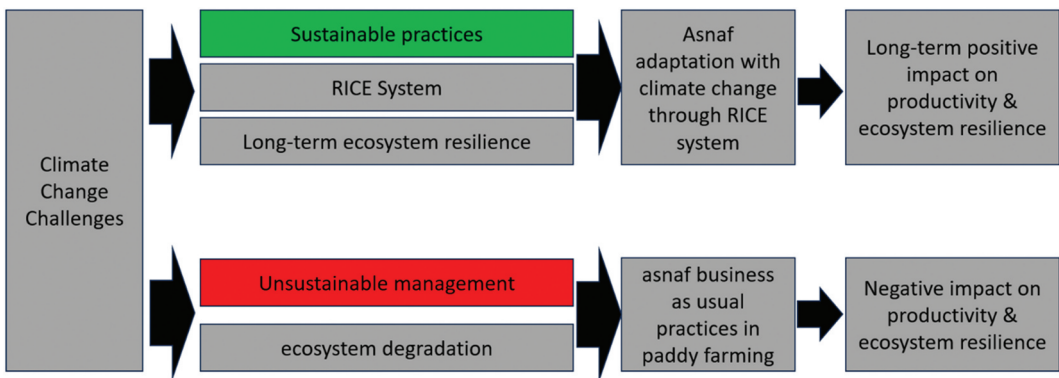 Climate
Change
Challenges
Sustainable practices
RICE System
Long-term ecosystem resilience
Asnaf
adaptation with
climate change
through RICE
system
Long-term positive
impact on
productivity &
ecosystem resilience
Unsustainable management
ecosystem degradation
asnaf business
as usual
practices in
paddy farming
Negative impact on
productivity &
ecosystem resilience